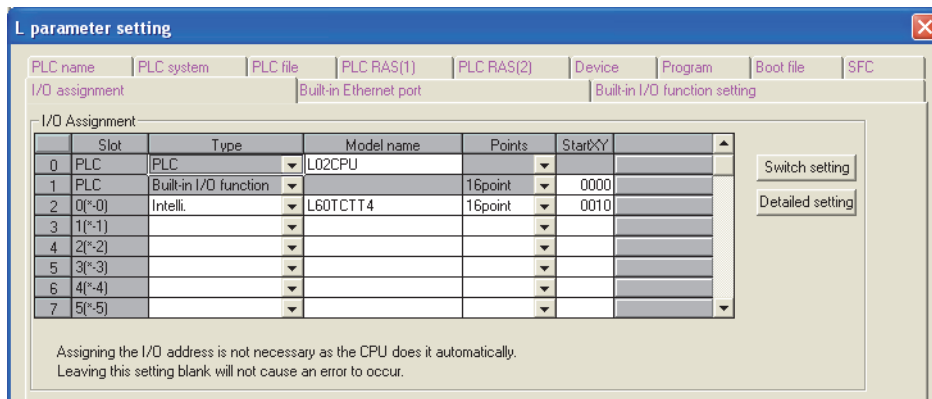 L parameter setting
PLC name PLC system PLC file PLC RAS(1) PLC RAS(2) Device Program Boot file SFC
I/O assignment Built-in Ethernet port Built-in I/O function setting
I/O Assignment
Slot Type Model name Points StartXY
0 PLC PLC L02CPU
1 PLC Built-in I/O function 16point 0000
2 0(*-0) Intelli. L60TCTT4 16point 0010
3 1(*-1)
4 2(*-2)
5 3(*-3)
6 4(*-4)
7 5(*-5)
Switch setting
Detailed setting
Assigning the I/O address is not necessary as the CPU does it automatically.
Leaving this setting blank will not cause an error to occur.